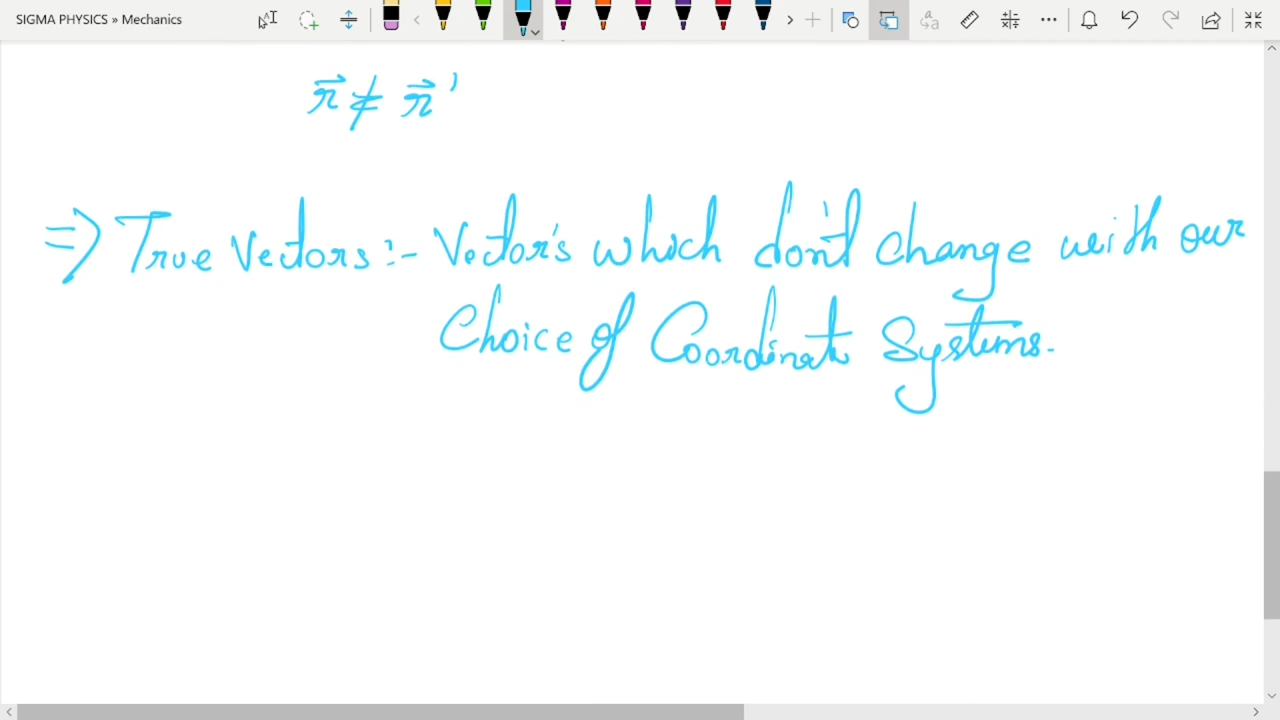 SIGMA PHYSICS » Mechanics
r⃗ ≠ r⃗ '
⇒ True Vectors :- Vector's which don't change with our
Choice of Coordinate Systems.